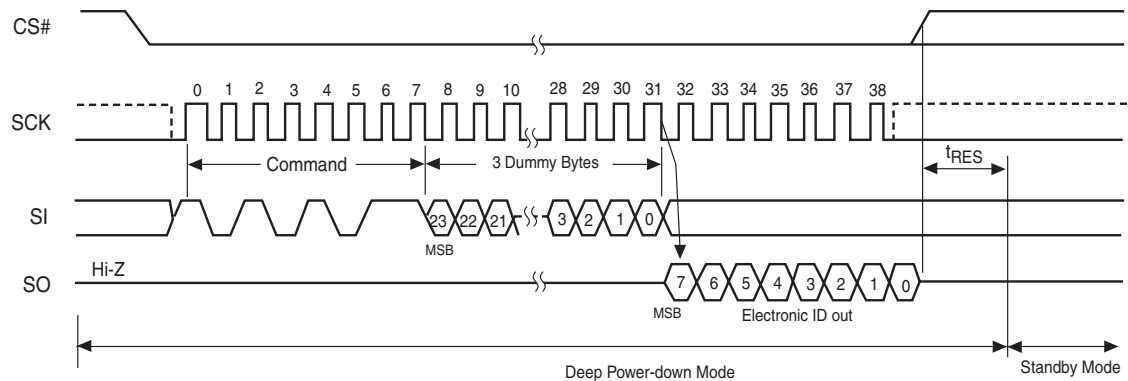 CS#
0 1 2 3 4 5 6 7 8 9 10 28 29 30 31 32 33 34 35 36 37 38
SCK
Command
3 Dummy Bytes
tRES
SI
23 22 21 3 2 1 0
MSB
Hi-Z
SO
7 6 5 4 3 2 1 0
MSB
Electronic ID out
Deep Power-down Mode
Standby Mode